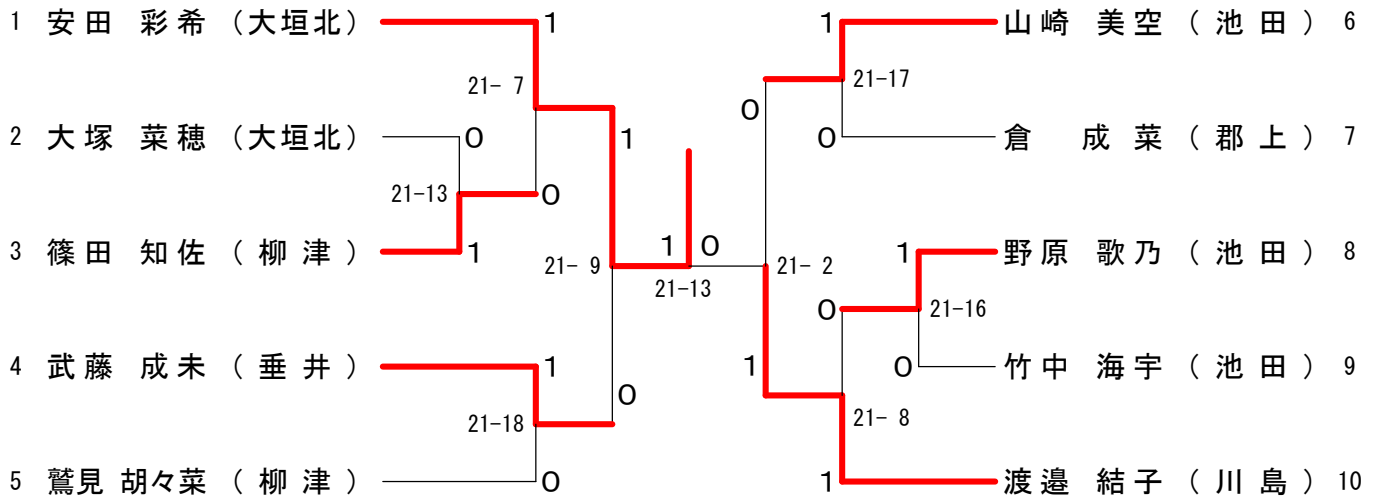 1 安田 彩希 (大垣北) 1 1 山崎 美空 (池田) 6
21- 7 21-17
0
2 大塚 菜穂 (大垣北) 0 1 0 倉 成菜 (郡上) 7
21-13 0
3 篠田 知佐 (柳津) 1 1 0 1 野原 歌乃 (池田) 8
21- 9 21- 2
21-13
0 21-16
4 武藤 成未 (垂井) 1 1 0 竹中 海宇 (池田) 9
0
21-18 21- 8
5 鷲見 胡々菜 (柳津) 0 1 渡邉 結子 (川島) 10